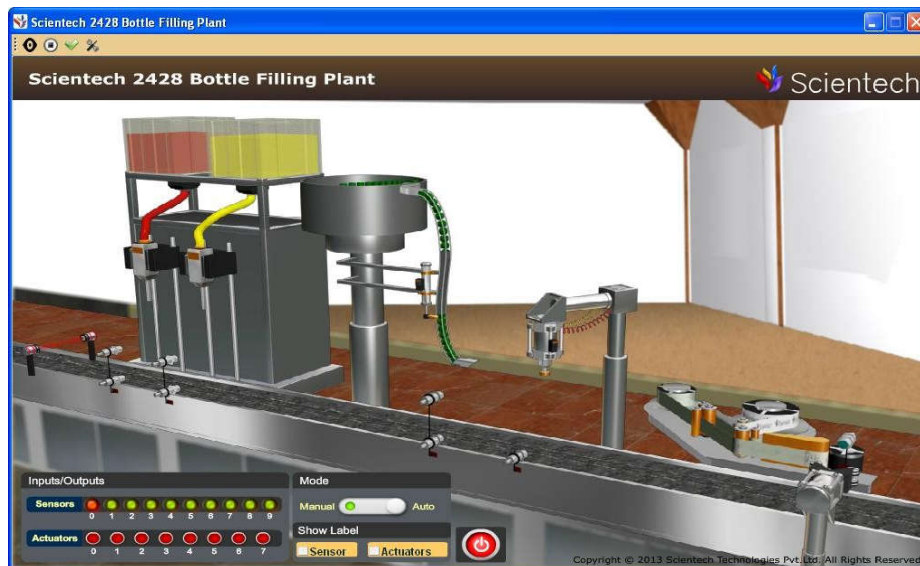 Scientech 2428 Bottle Filling Plant
Scientech 2428 Bottle Filling Plant
Scientech
Inputs/Outputs
Sensors
0 1 2 3 4 5 6 7 8 9
Actuators
0 1 2 3 4 5 6 7
Mode
Manual Auto
Show Label
Sensor Actuators
Copyright © 2013 Scientech Technologies Pvt.Ltd. All Rights Reserved